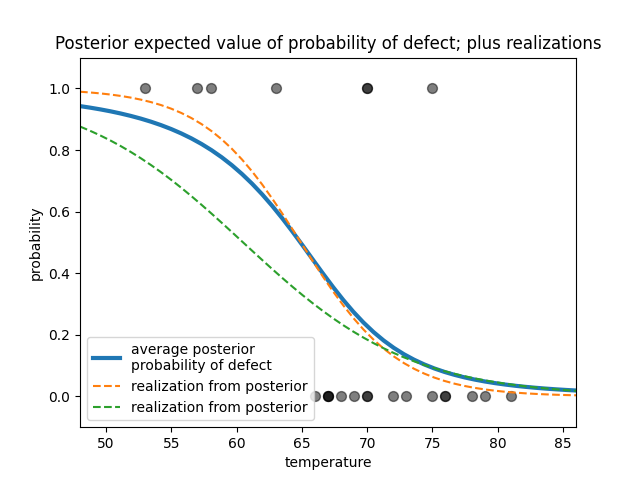 Posterior expected value of probability of defect; plus realizations
probability
1.0
0.8
0.6
0.4
0.2
0.0
average posterior
probability of defect
realization from posterior
realization from posterior
50 55 60 65 70 75 80 85
temperature